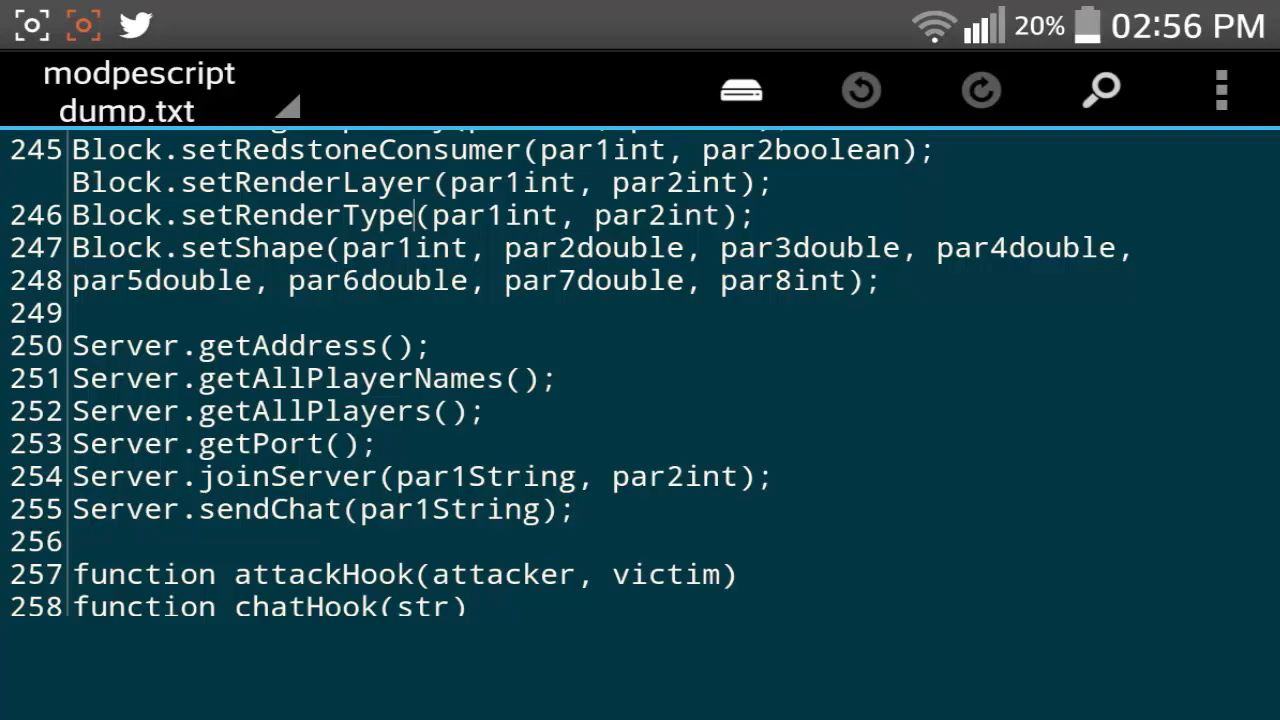 20% 02:56 PM
modpescript
dump.txt
245 Block.setRedstoneConsumer(par1int, par2boolean);
Block.setRenderLayer(par1int, par2int);
246 Block.setRenderType(par1int, par2int);
247 Block.setShape(par1int, par2double, par3double, par4double,
248 par5double, par6double, par7double, par8int);
249
250 Server.getAddress();
251 Server.getAllPlayerNames();
252 Server.getAllPlayers();
253 Server.getPort();
254 Server.joinServer(par1String, par2int);
255 Server.sendChat(par1String);
256
257 function attackHook(attacker, victim)
258 function chatHook(str)